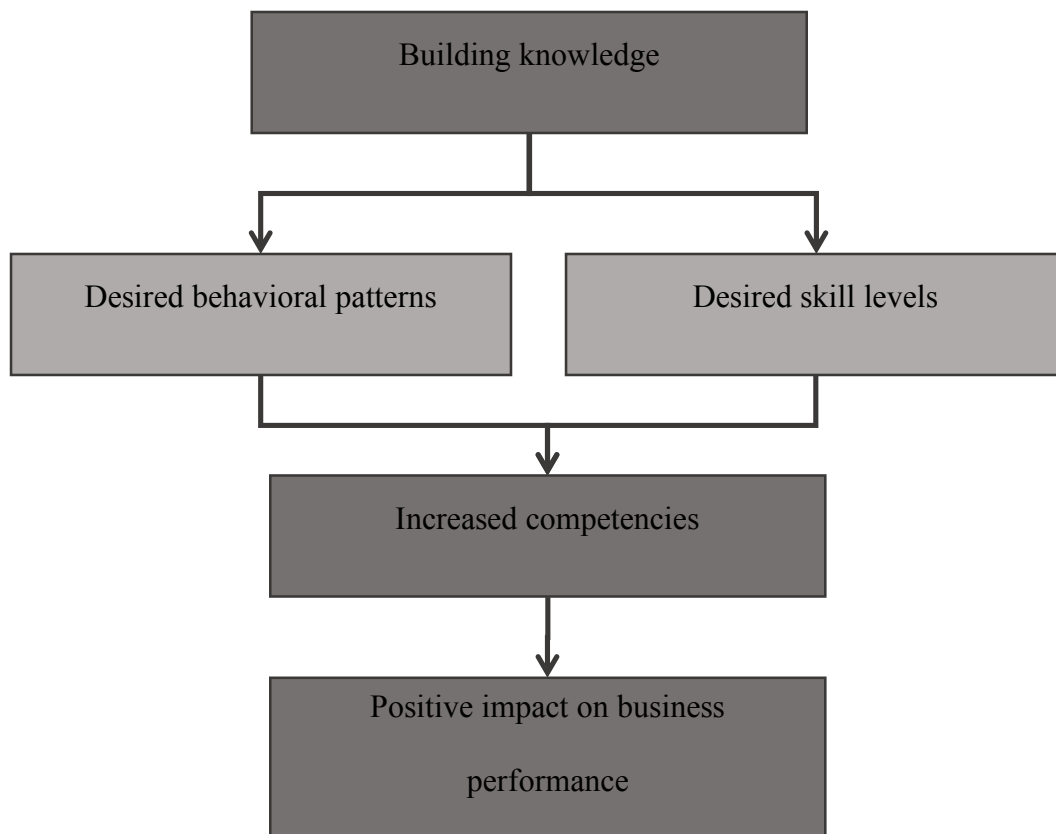 Building knowledge
Desired behavioral patterns
Desired skill levels
Increased competencies
Positive impact on business
performance